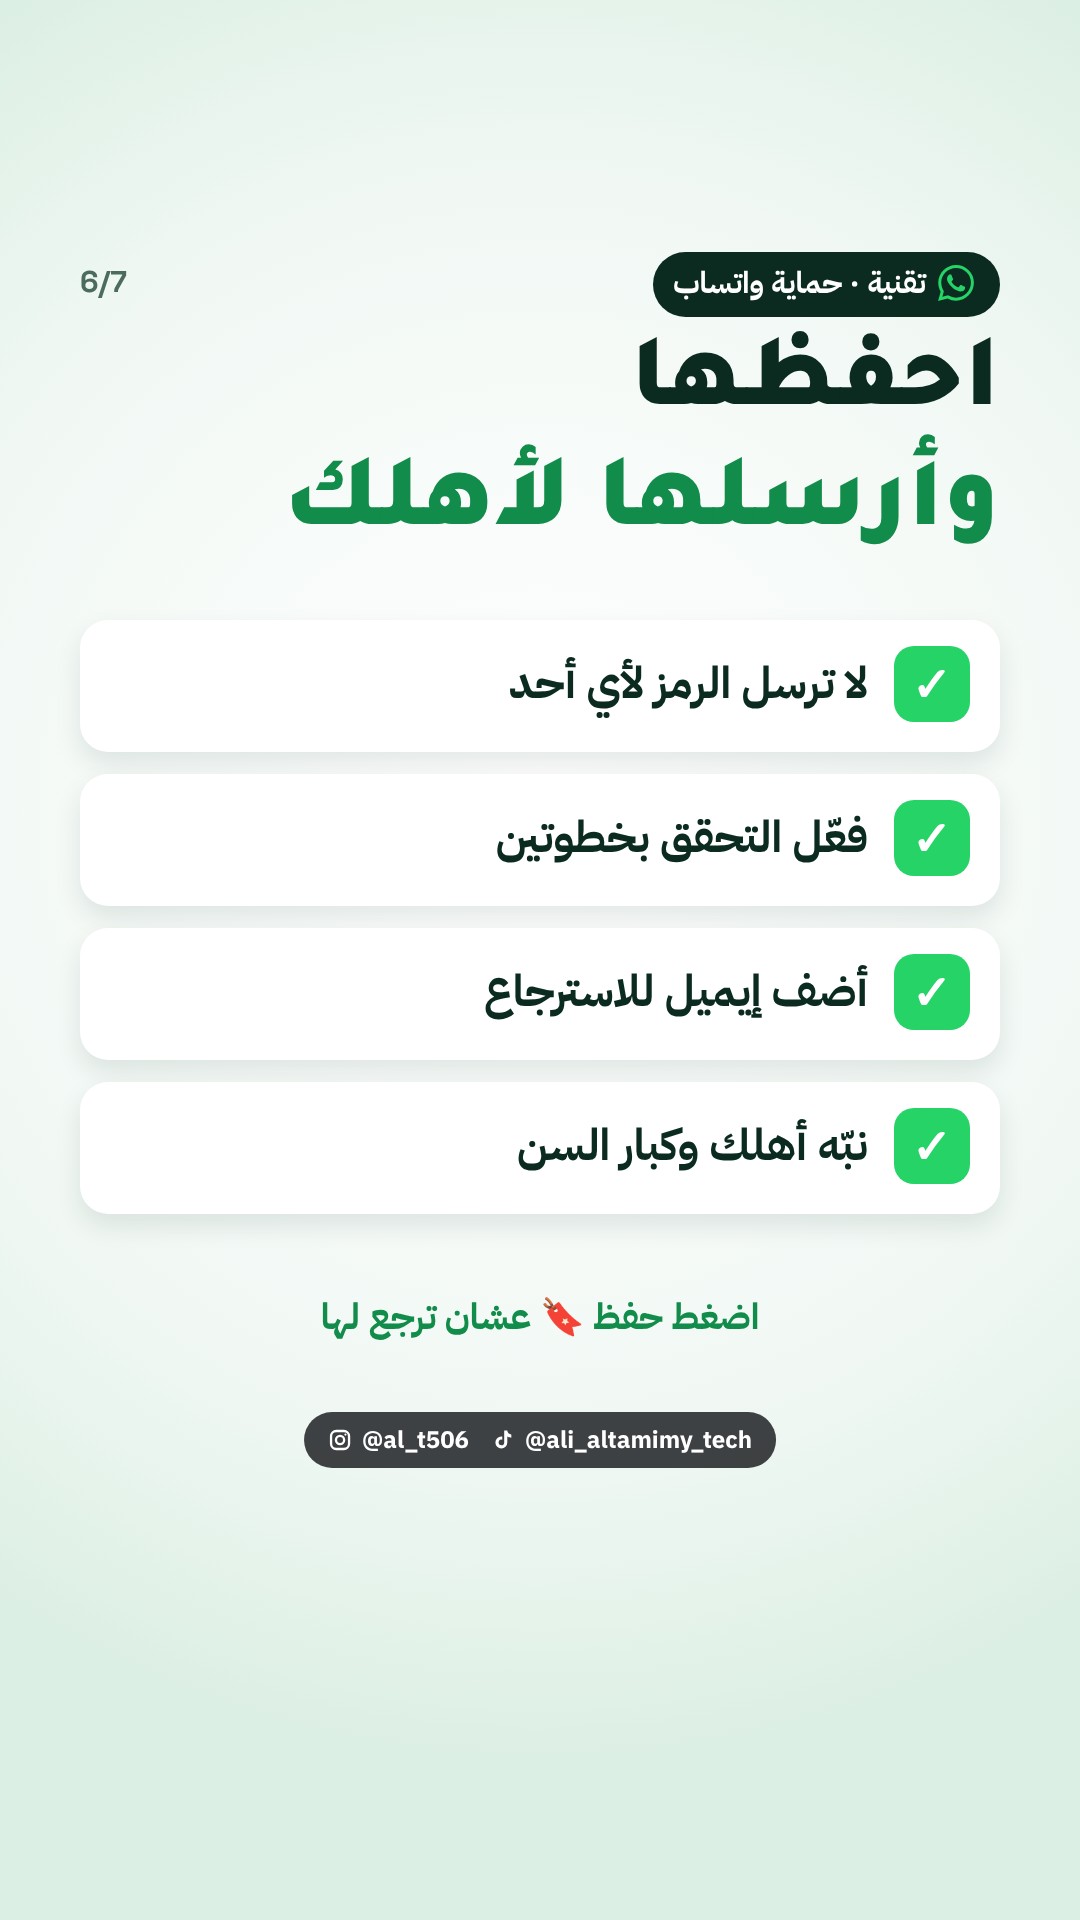 تقنية · حماية واتساب
6/7
احفظها
وأرسلها لأهلك
✓ لا ترسل الرمز لأي أحد
✓ فعّل التحقق بخطوتين
✓ أضف إيميل للاسترجاع
✓ نبّه أهلك وكبار السن
اضغط حفظ 🔖 عشان ترجع لها
@al_t506 @ali_altamimy_tech